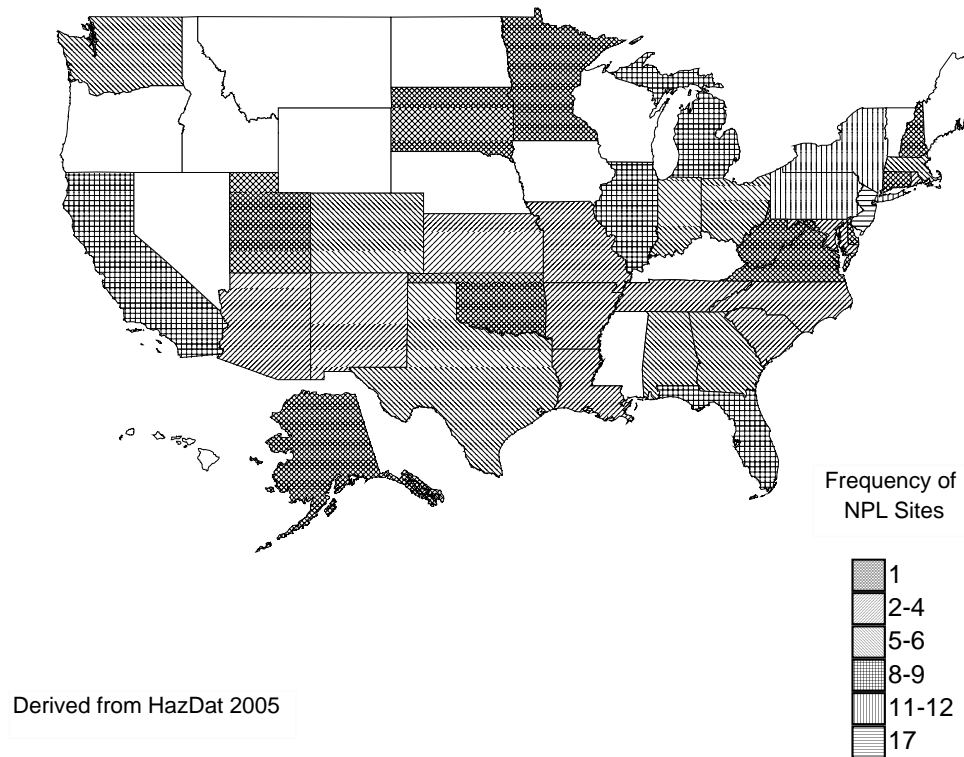 Frequency of
NPL Sites
1
2-4
5-6
8-9
11-12
17
Derived from HazDat 2005